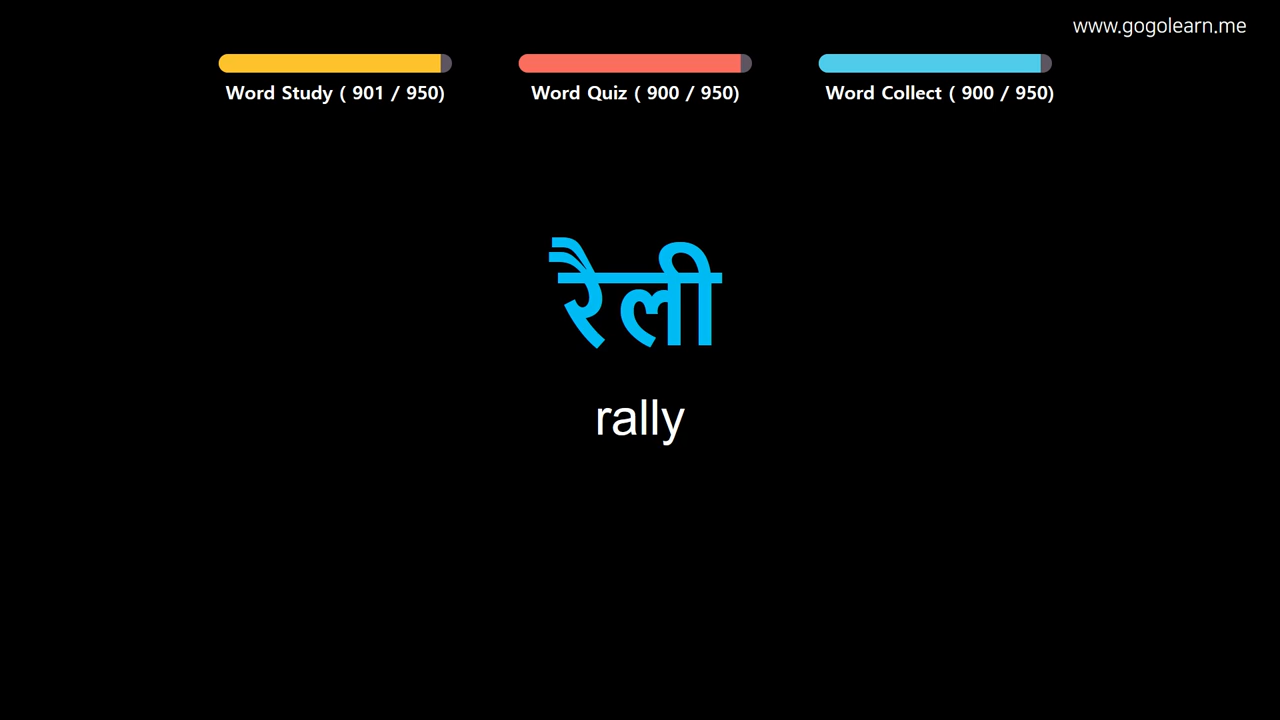 www.gogolearn.me
Word Study ( 901 / 950)
Word Quiz ( 900 / 950)
Word Collect ( 900 / 950)
रैली
rally